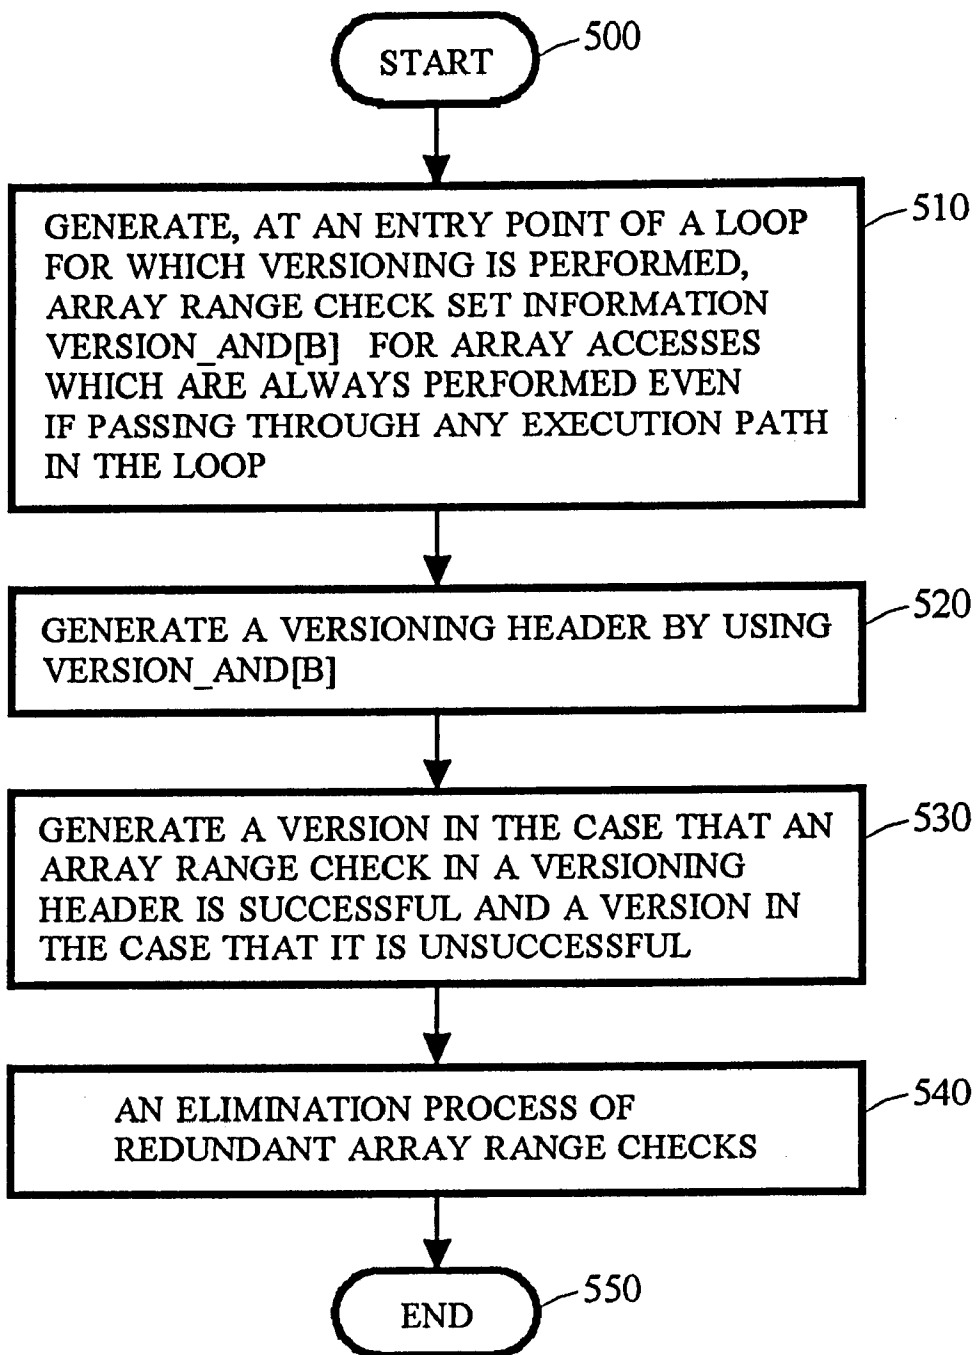 START
500
GENERATE, AT AN ENTRY POINT OF A LOOP
FOR WHICH VERSIONING IS PERFORMED,
ARRAY RANGE CHECK SET INFORMATION
VERSION_AND[B] FOR ARRAY ACCESSES
WHICH ARE ALWAYS PERFORMED EVEN
IF PASSING THROUGH ANY EXECUTION PATH
IN THE LOOP
510
GENERATE A VERSIONING HEADER BY USING
VERSION_AND[B]
520
GENERATE A VERSION IN THE CASE THAT AN
ARRAY RANGE CHECK IN A VERSIONING
HEADER IS SUCCESSFUL AND A VERSION IN
THE CASE THAT IT IS UNSUCCESSFUL
530
AN ELIMINATION PROCESS OF
REDUNDANT ARRAY RANGE CHECKS
540
END
550